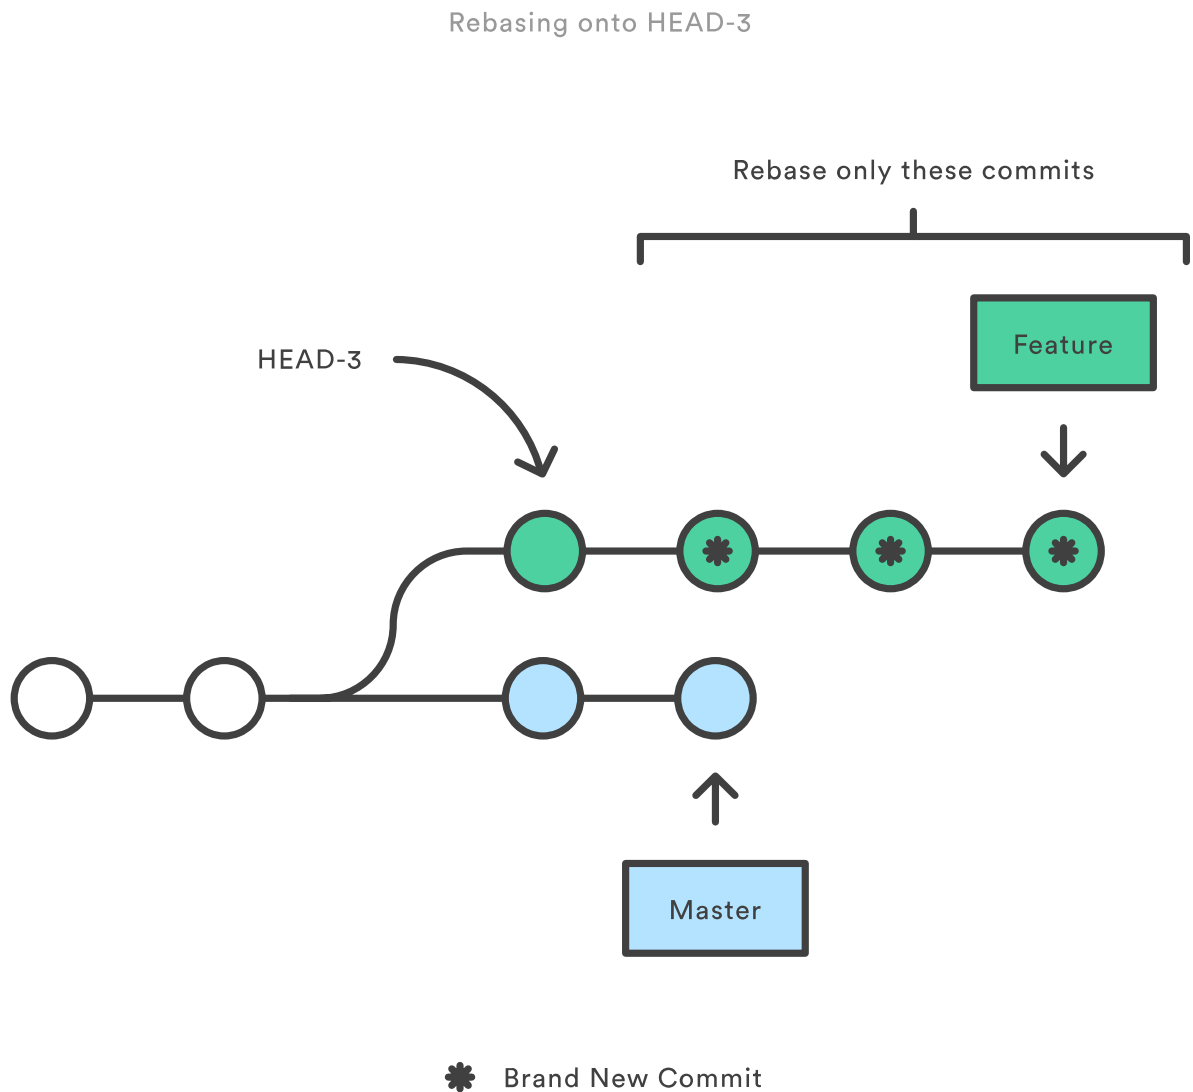 Rebasing onto HEAD-3
Rebase only these commits
Feature
HEAD-3
Master
Brand New Commit